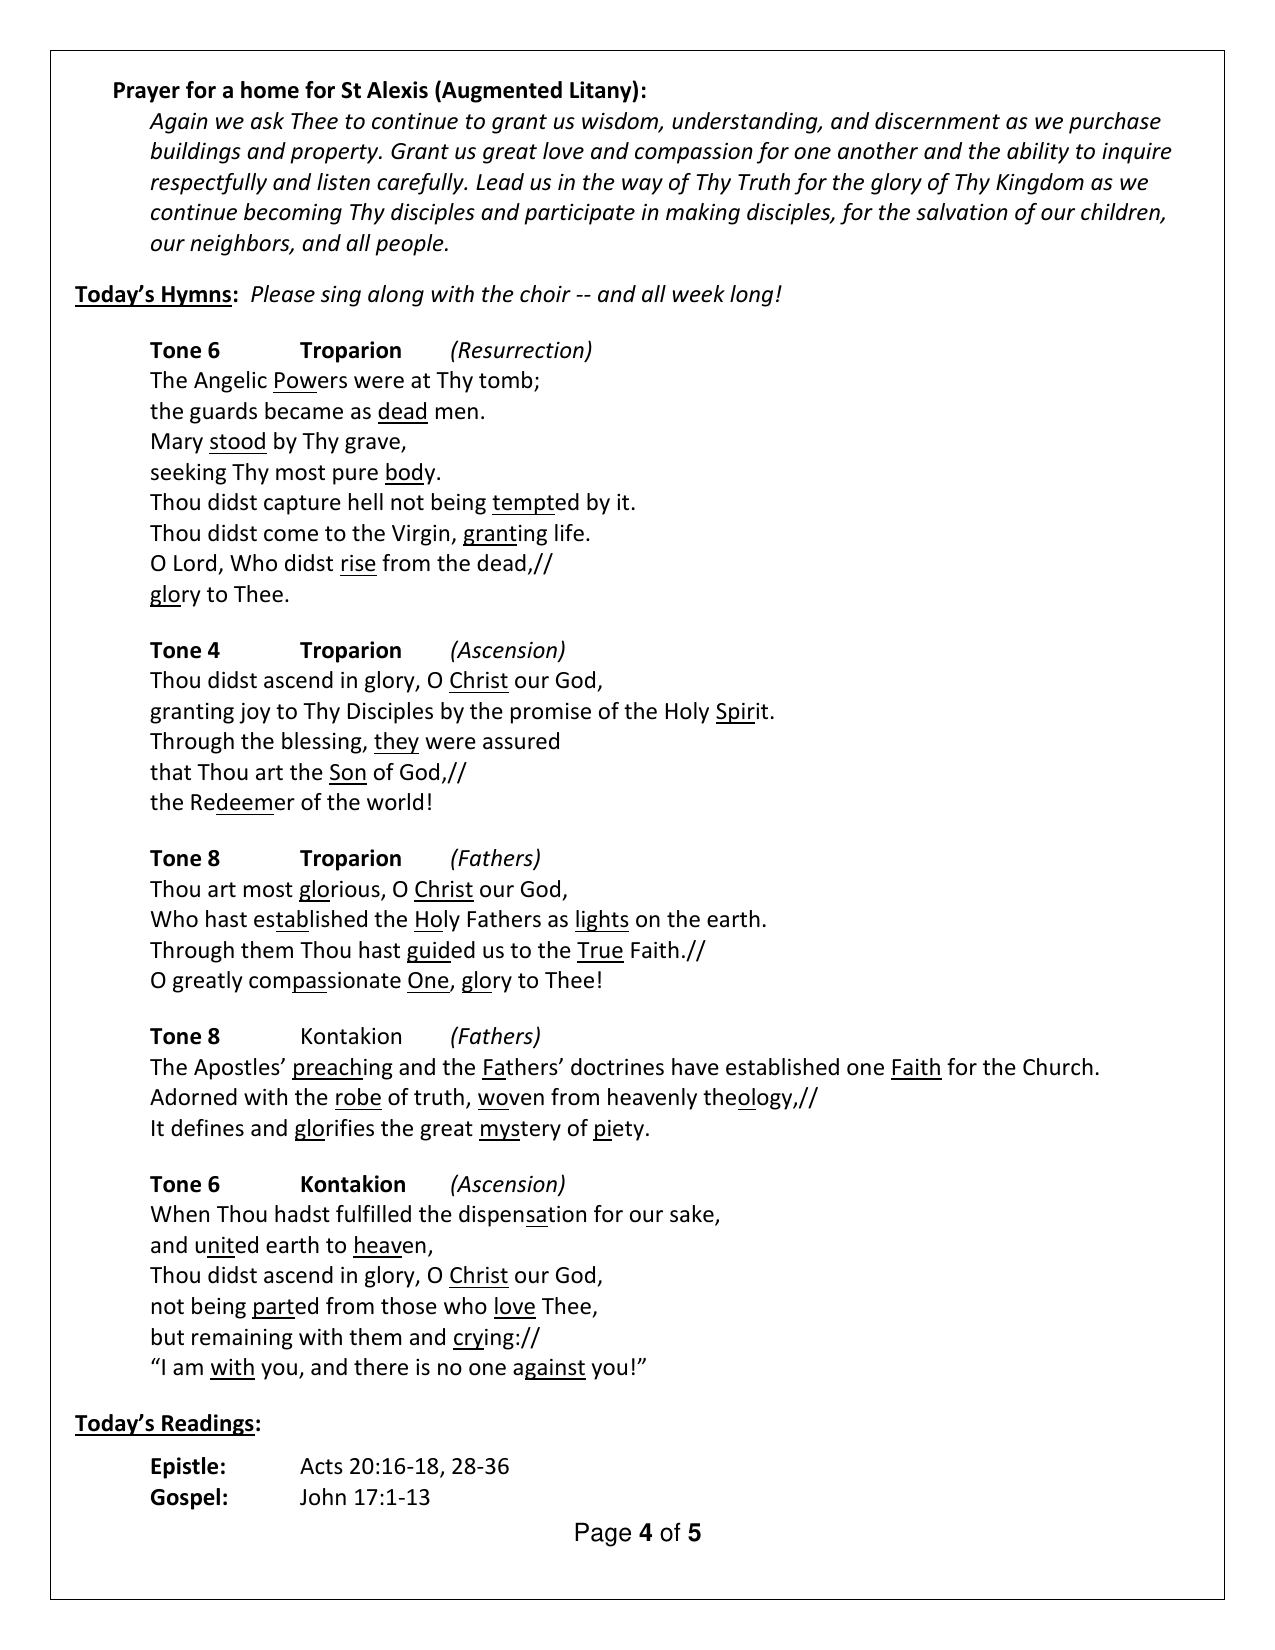 Prayer for a home for St Alexis (Augmented Litany):
Again we ask Thee to continue to grant us wisdom, understanding, and discernment as we purchase
buildings and property. Grant us great love and compassion for one another and the ability to inquire
respectfully and listen carefully. Lead us in the way of Thy Truth for the glory of Thy Kingdom as we
continue becoming Thy disciples and participate in making disciples, for the salvation of our children,
our neighbors, and all people.
Today’s Hymns: Please sing along with the choir -- and all week long!
Tone 6 Troparion (Resurrection)
The Angelic Powers were at Thy tomb;
the guards became as dead men.
Mary stood by Thy grave,
seeking Thy most pure body.
Thou didst capture hell not being tempted by it.
Thou didst come to the Virgin, granting life.
O Lord, Who didst rise from the dead,//
glory to Thee.
Tone 4 Troparion (Ascension)
Thou didst ascend in glory, O Christ our God,
granting joy to Thy Disciples by the promise of the Holy Spirit.
Through the blessing, they were assured
that Thou art the Son of God,//
the Redeemer of the world!
Tone 8 Troparion (Fathers)
Thou art most glorious, O Christ our God,
Who hast established the Holy Fathers as lights on the earth.
Through them Thou hast guided us to the True Faith.//
O greatly compassionate One, glory to Thee!
Tone 8 Kontakion (Fathers)
The Apostles’ preaching and the Fathers’ doctrines have established one Faith for the Church.
Adorned with the robe of truth, woven from heavenly theology,//
It defines and glorifies the great mystery of piety.
Tone 6 Kontakion (Ascension)
When Thou hadst fulfilled the dispensation for our sake,
and united earth to heaven,
Thou didst ascend in glory, O Christ our God,
not being parted from those who love Thee,
but remaining with them and crying://
“I am with you, and there is no one against you!”
Today’s Readings:
Epistle: Acts 20:16-18, 28-36
Gospel: John 17:1-13
Page 4 of 5